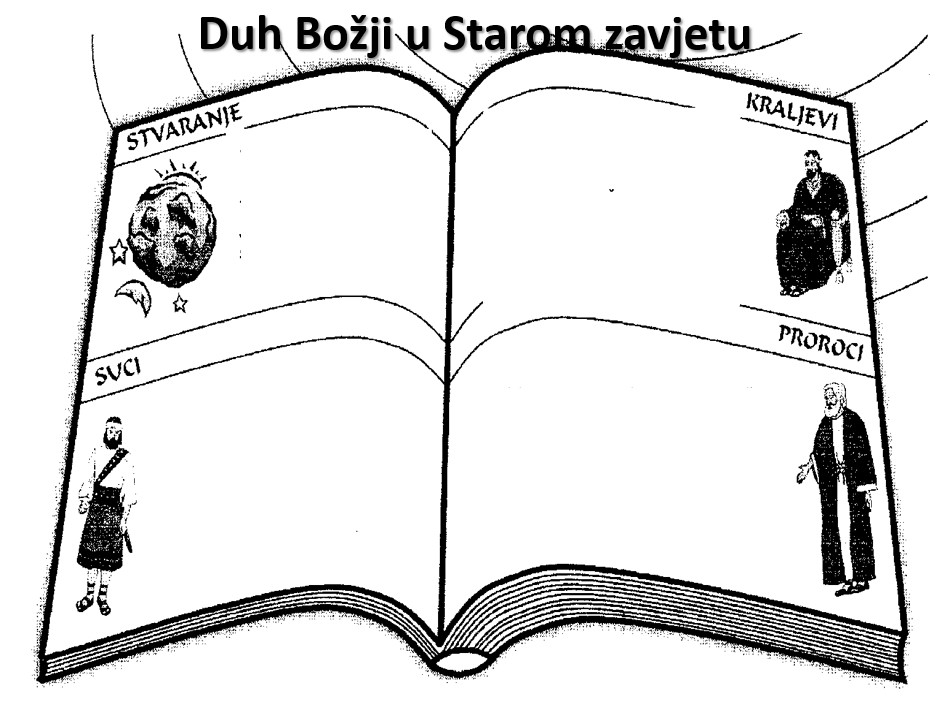 Duh Božji u Starom zavjetu
STVARANJE
SUCI
KRALJEVI
PROROCI